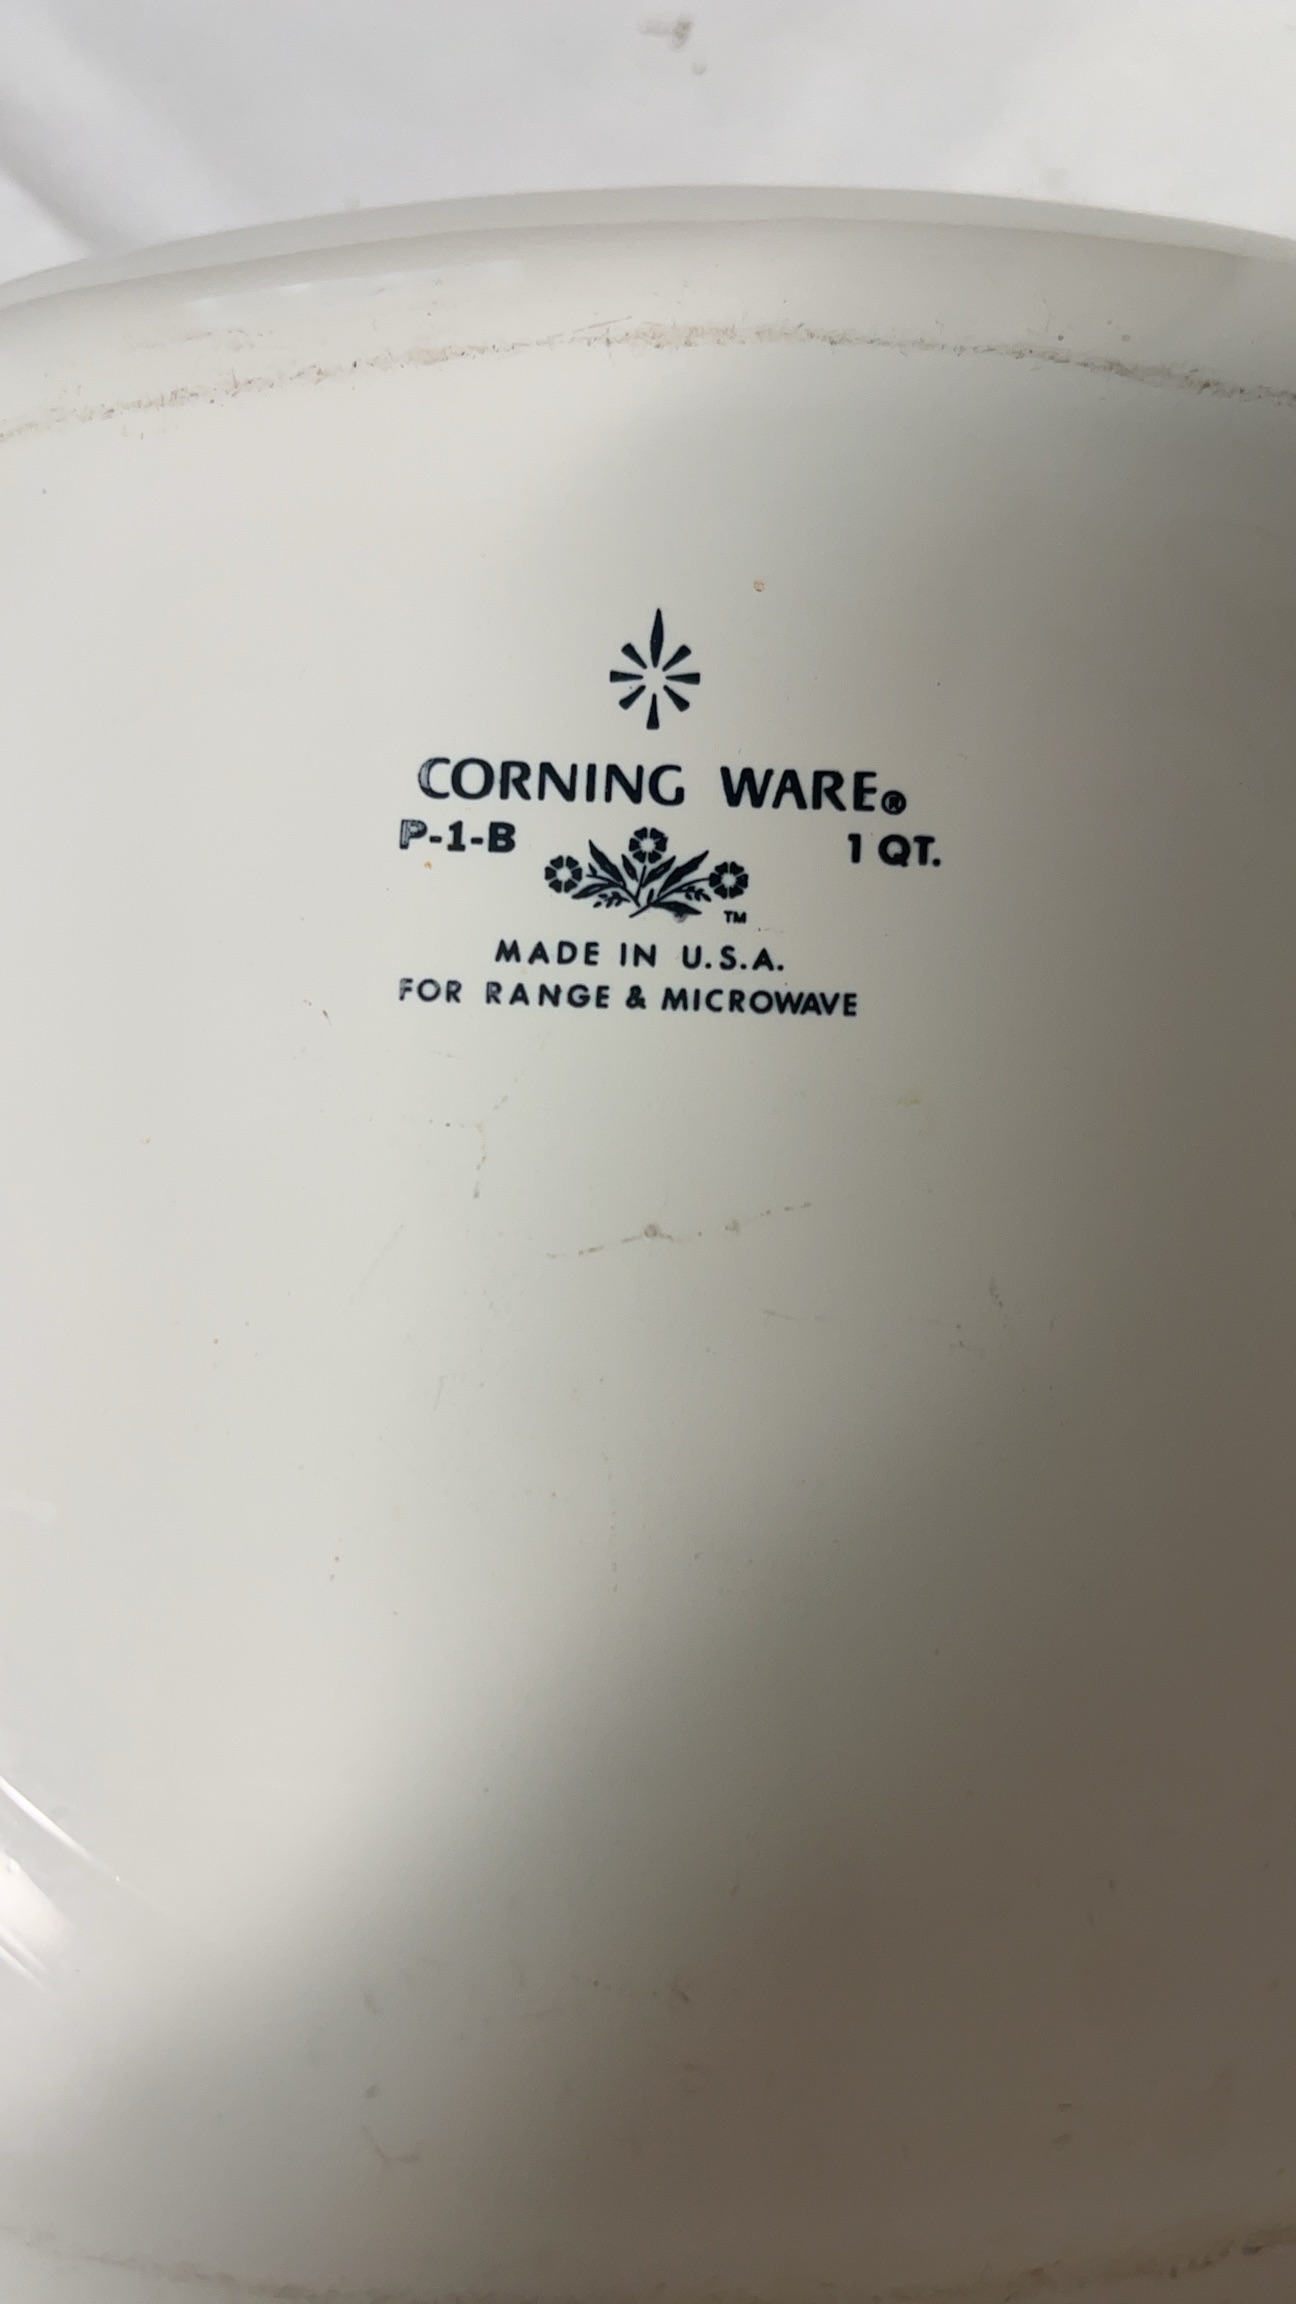 CORNING WARE®
P-1-B 1 QT.
TM
MADE IN U.S.A.
FOR RANGE & MICROWAVE